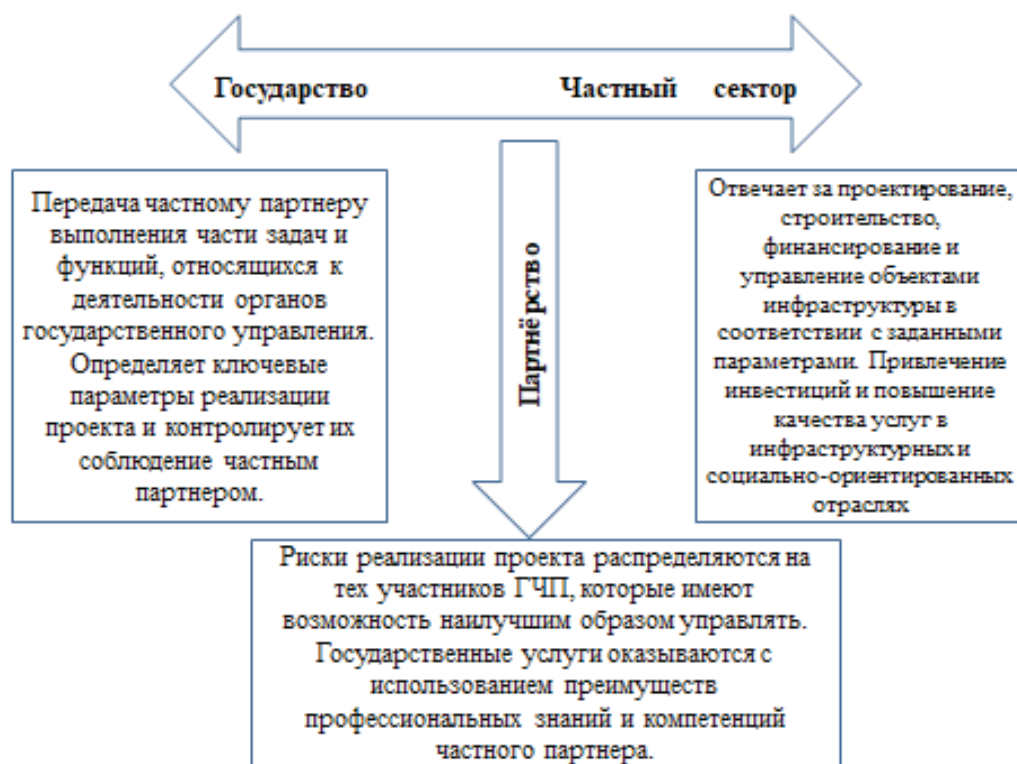 Государство Частный сектор
Передача частному партнеру
выполнения части задач и
функций, относящихся к
деятельности органов
государственного управления.
Определяет ключевые
параметры реализации
проекта и контролирует их
соблюдение частным
партнером.
Партнёрство
Отвечает за проектирование,
строительство,
финансирование и
управление объектами
инфраструктуры в
соответствии с заданными
параметрами. Привлечение
инвестиций и повышение
качества услуг в
инфраструктурных и
социально-ориентированных
отраслях
Риски реализации проекта распределяются на
тех участников ГЧП, которые имеют
возможность наилучшим образом управлять.
Государственные услуги оказываются с
использованием преимуществ
профессиональных знаний и компетенций
частного партнера.